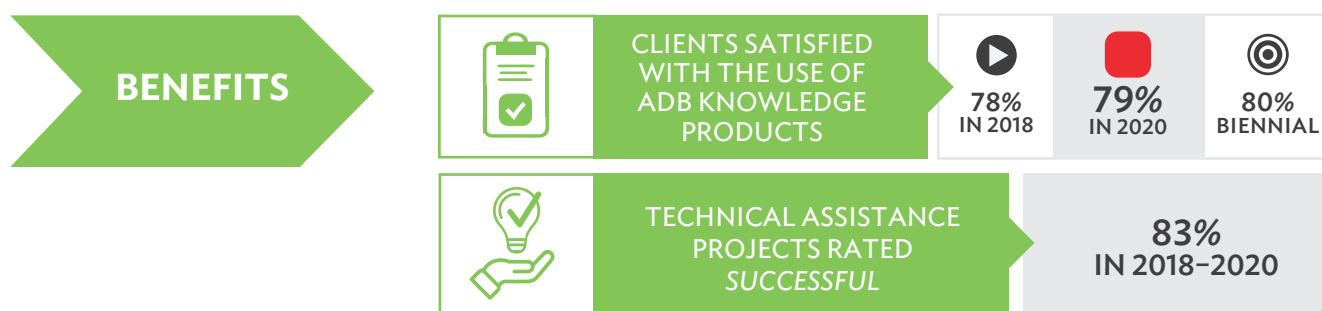 BENEFITS
CLIENTS SATISFIED
WITH THE USE OF
ADB KNOWLEDGE
PRODUCTS
78%
IN 2018
79%
IN 2020
80%
BIENNIAL
TECHNICAL ASSISTANCE
PROJECTS RATED
SUCCESSFUL
83%
IN 2018–2020